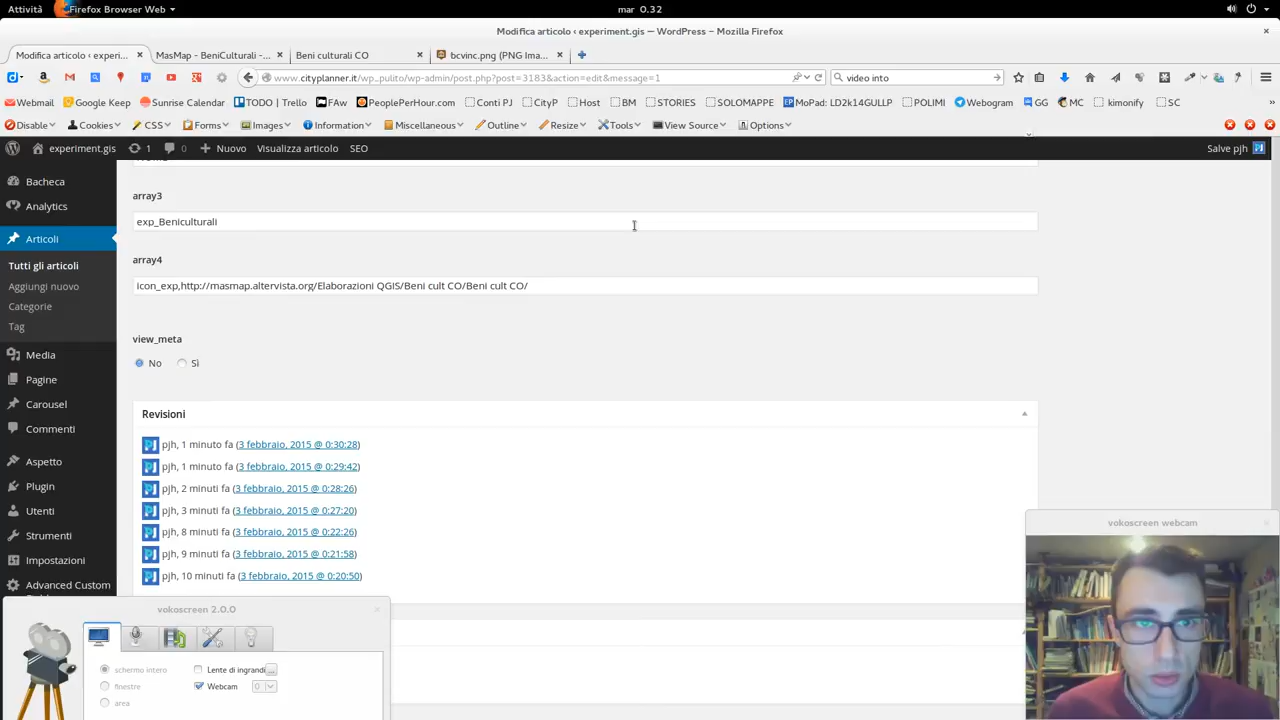 Attività Firefox Browser Web mar 0.32
Modifica articolo ‹ experiment.gis — WordPress - Mozilla Firefox
Modifica articolo ‹ experi... × MasMap - BeniCulturali -... × Beni culturali CO × bcvinc.png (PNG Ima... ×
www.cityplanner.it/wp_pulito/wp-admin/post.php?post=3183&action=edit&message=1 video into
Webmail Google Keep Sunrise Calendar TODO | Trello FAw PeoplePerHour.com Conti PJ CityP Host BM STORIES SOLOMAPPE MoPad: LD2k14GULLP POLIMI Webogram GG MC kimonify SC
Disable Cookies CSS Forms Images Information Miscellaneous Outline Resize Tools View Source Options
experiment.gis 1 0 Nuovo Visualizza articolo SEO Salve pjh
Bacheca
Analytics
Articoli
Tutti gli articoli
Aggiungi nuovo
Categorie
Tag
Media
Pagine
Carousel
Commenti
Aspetto
Plugin
Utenti
Strumenti
Impostazioni
Advanced Custom
array3
exp_Beniculturali
array4
icon_exp,http://masmap.altervista.org/Elaborazioni QGIS/Beni cult CO/Beni cult CO/
view_meta
No Sì
Revisioni
pjh, 1 minuto fa (3 febbraio, 2015 @ 0:30:28)
pjh, 1 minuto fa (3 febbraio, 2015 @ 0:29:42)
pjh, 2 minuti fa (3 febbraio, 2015 @ 0:28:26)
pjh, 3 minuti fa (3 febbraio, 2015 @ 0:27:20)
pjh, 8 minuti fa (3 febbraio, 2015 @ 0:22:26)
pjh, 9 minuti fa (3 febbraio, 2015 @ 0:21:58)
pjh, 10 minuti fa (3 febbraio, 2015 @ 0:20:50)
vokoscreen webcam
vokoscreen 2.0.0
schermo intero
finestre
area
Lente di ingrandi ...
Webcam 0